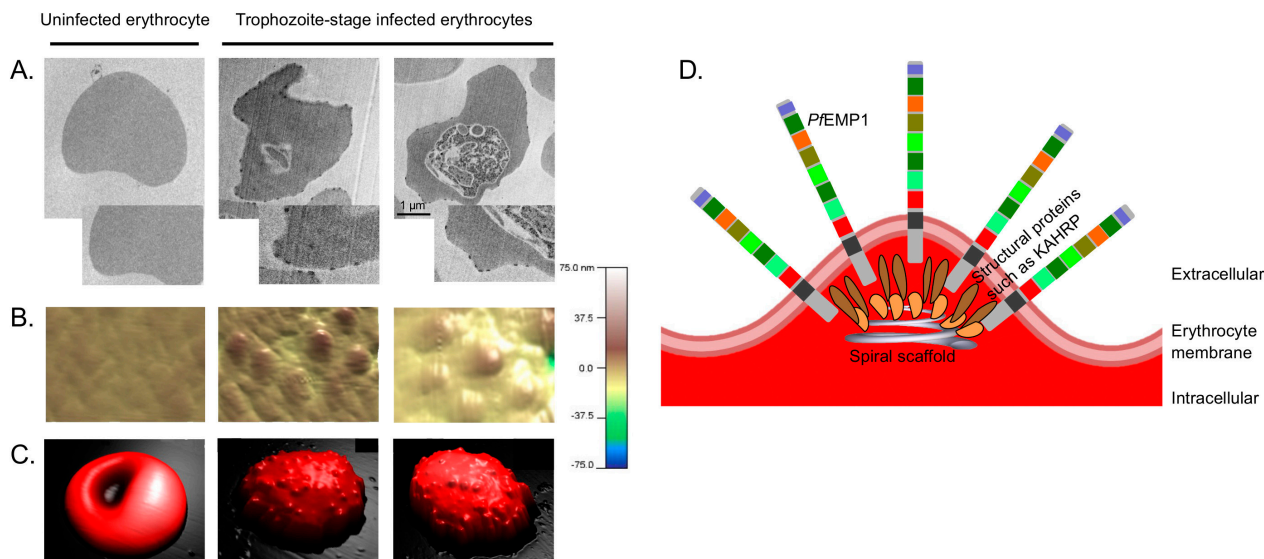 Uninfected erythrocyte
Trophozoite-stage infected erythrocytes
A.
1 µm
B.
75.0 nm
37.5
0.0
-37.5
-75.0
C.
D.
PfEMP1
Structural proteins
such as KAHRP
Spiral scaffold
Extracellular
Erythrocyte
membrane
Intracellular